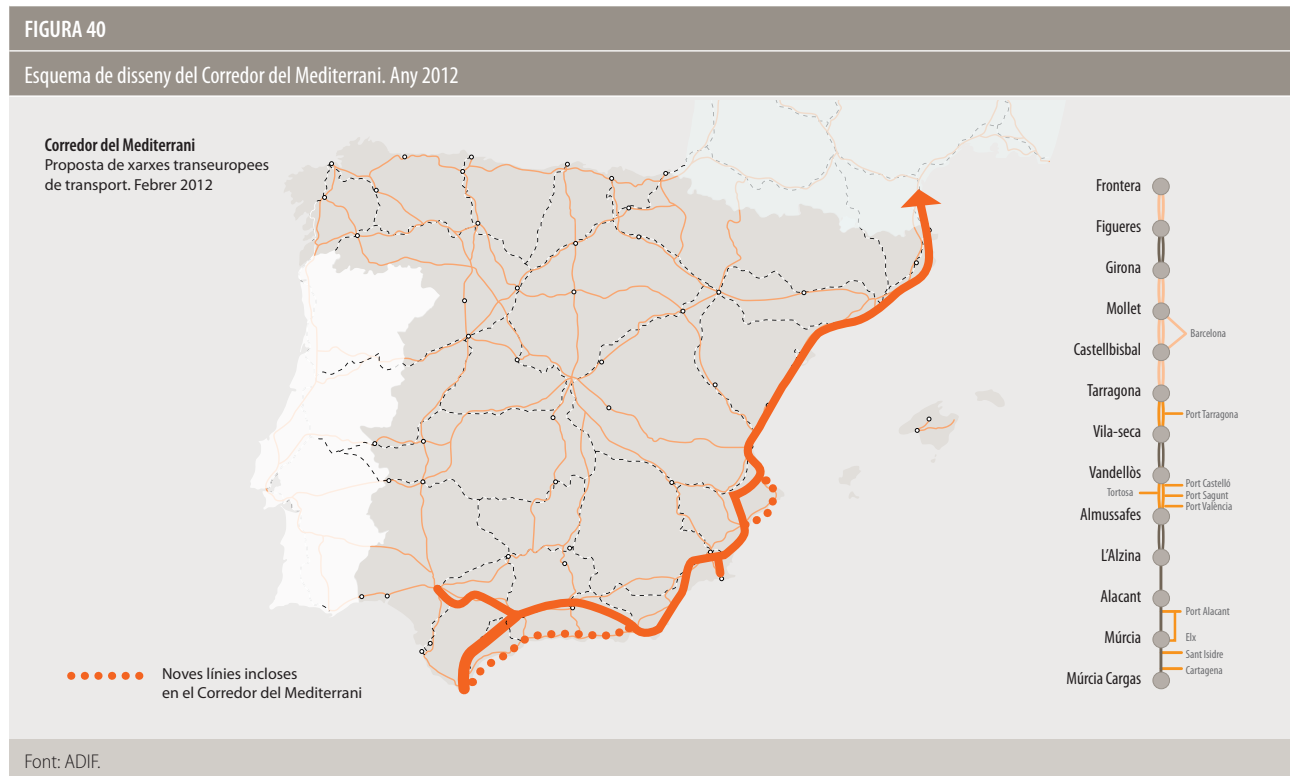 FIGURA 40
Esquema de disseny del Corredor del Mediterrani. Any 2012
Corredor del Mediterrani
Proposta de xarxes transeuropees
de transport. Febrer 2012
Noves línies incloses
en el Corredor del Mediterrani
Frontera
Figueres
Girona
Mollet
Barcelona
Castellbisbal
Tarragona
Port Tarragona
Vila-seca
Vandellòs
Port Castelló
Tortosa
Port Sagunt
Port València
Almussafes
L'Alzina
Alacant
Port Alacant
Múrcia
Elx
Sant Isidre
Cartagena
Múrcia Cargas
Font: ADIF.